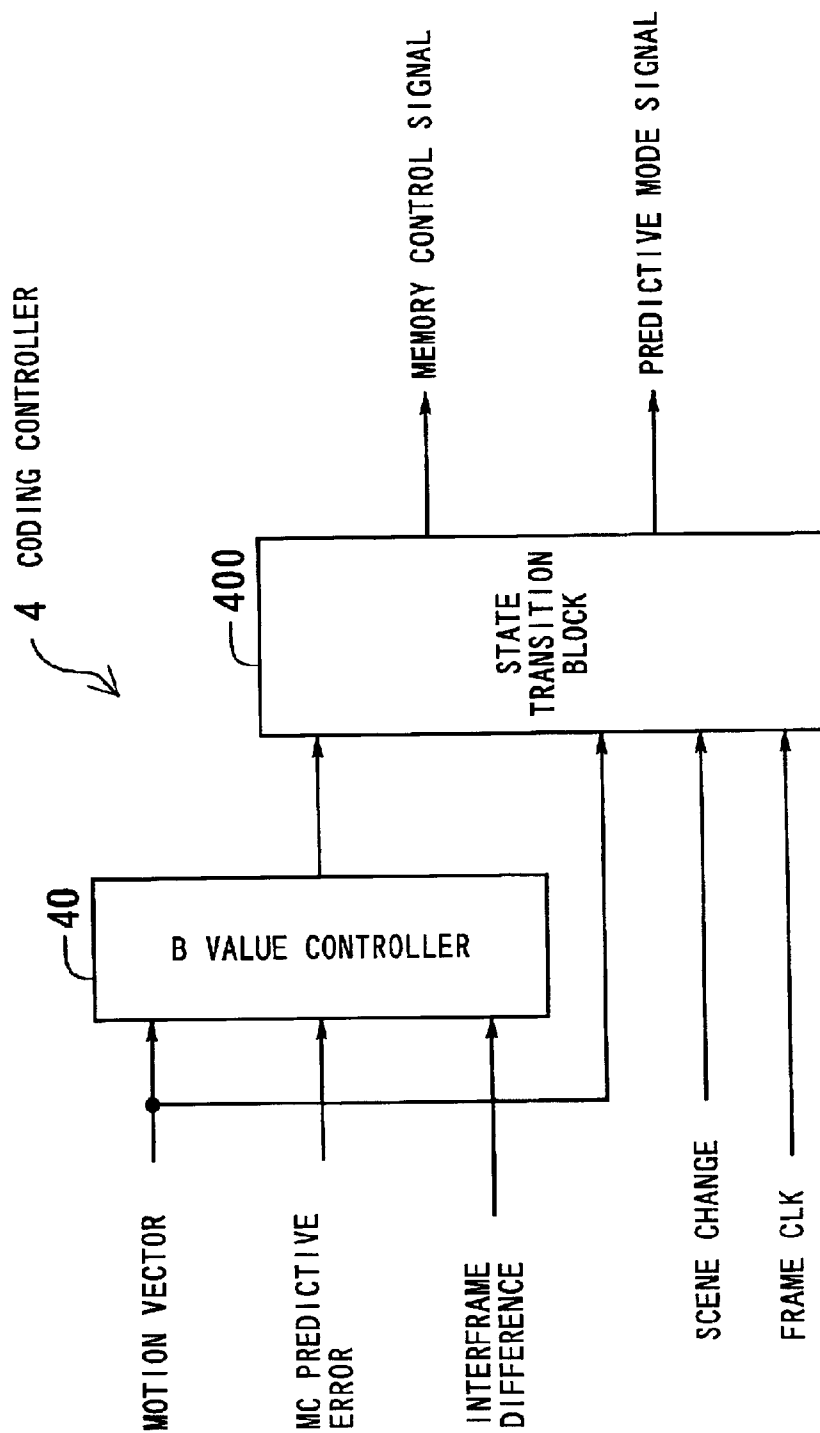 4 CODING CONTROLLER
40
B VALUE CONTROLLER
400
STATE
TRANSITION
BLOCK
MOTION VECTOR
MC PREDICTIVE
ERROR
INTERFRAME
DIFFERENCE
SCENE CHANGE
FRAME CLK
MEMORY CONTROL SIGNAL
PREDICTIVE MODE SIGNAL